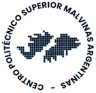 CENTRO POLITÉCNICO SUPERIOR MALVINAS ARGENTINAS -